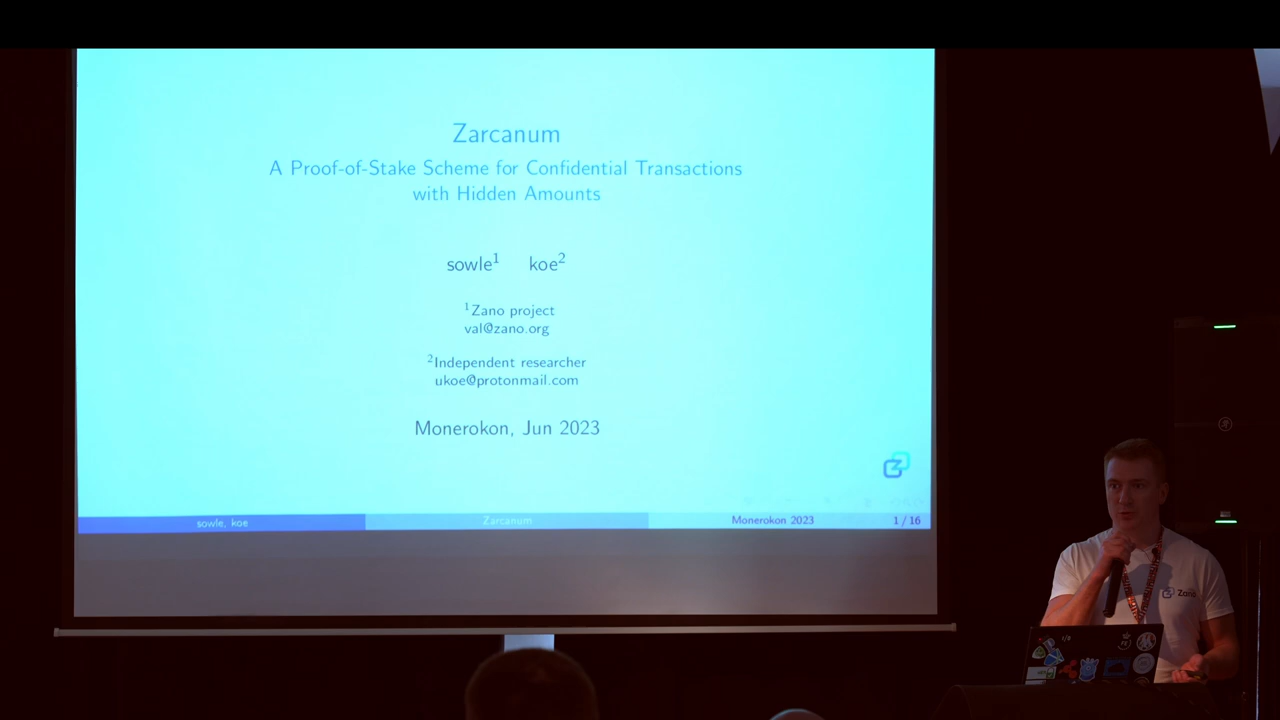 Zarcanum
A Proof-of-Stake Scheme for Confidential Transactions
with Hidden Amounts
sowle¹ koe²
¹Zano project
val@zano.org
²Independent researcher
ukoe@protonmail.com
Monerokon, Jun 2023
sowle, koe Zarcanum Monerokon 2023 1 / 16
Zano